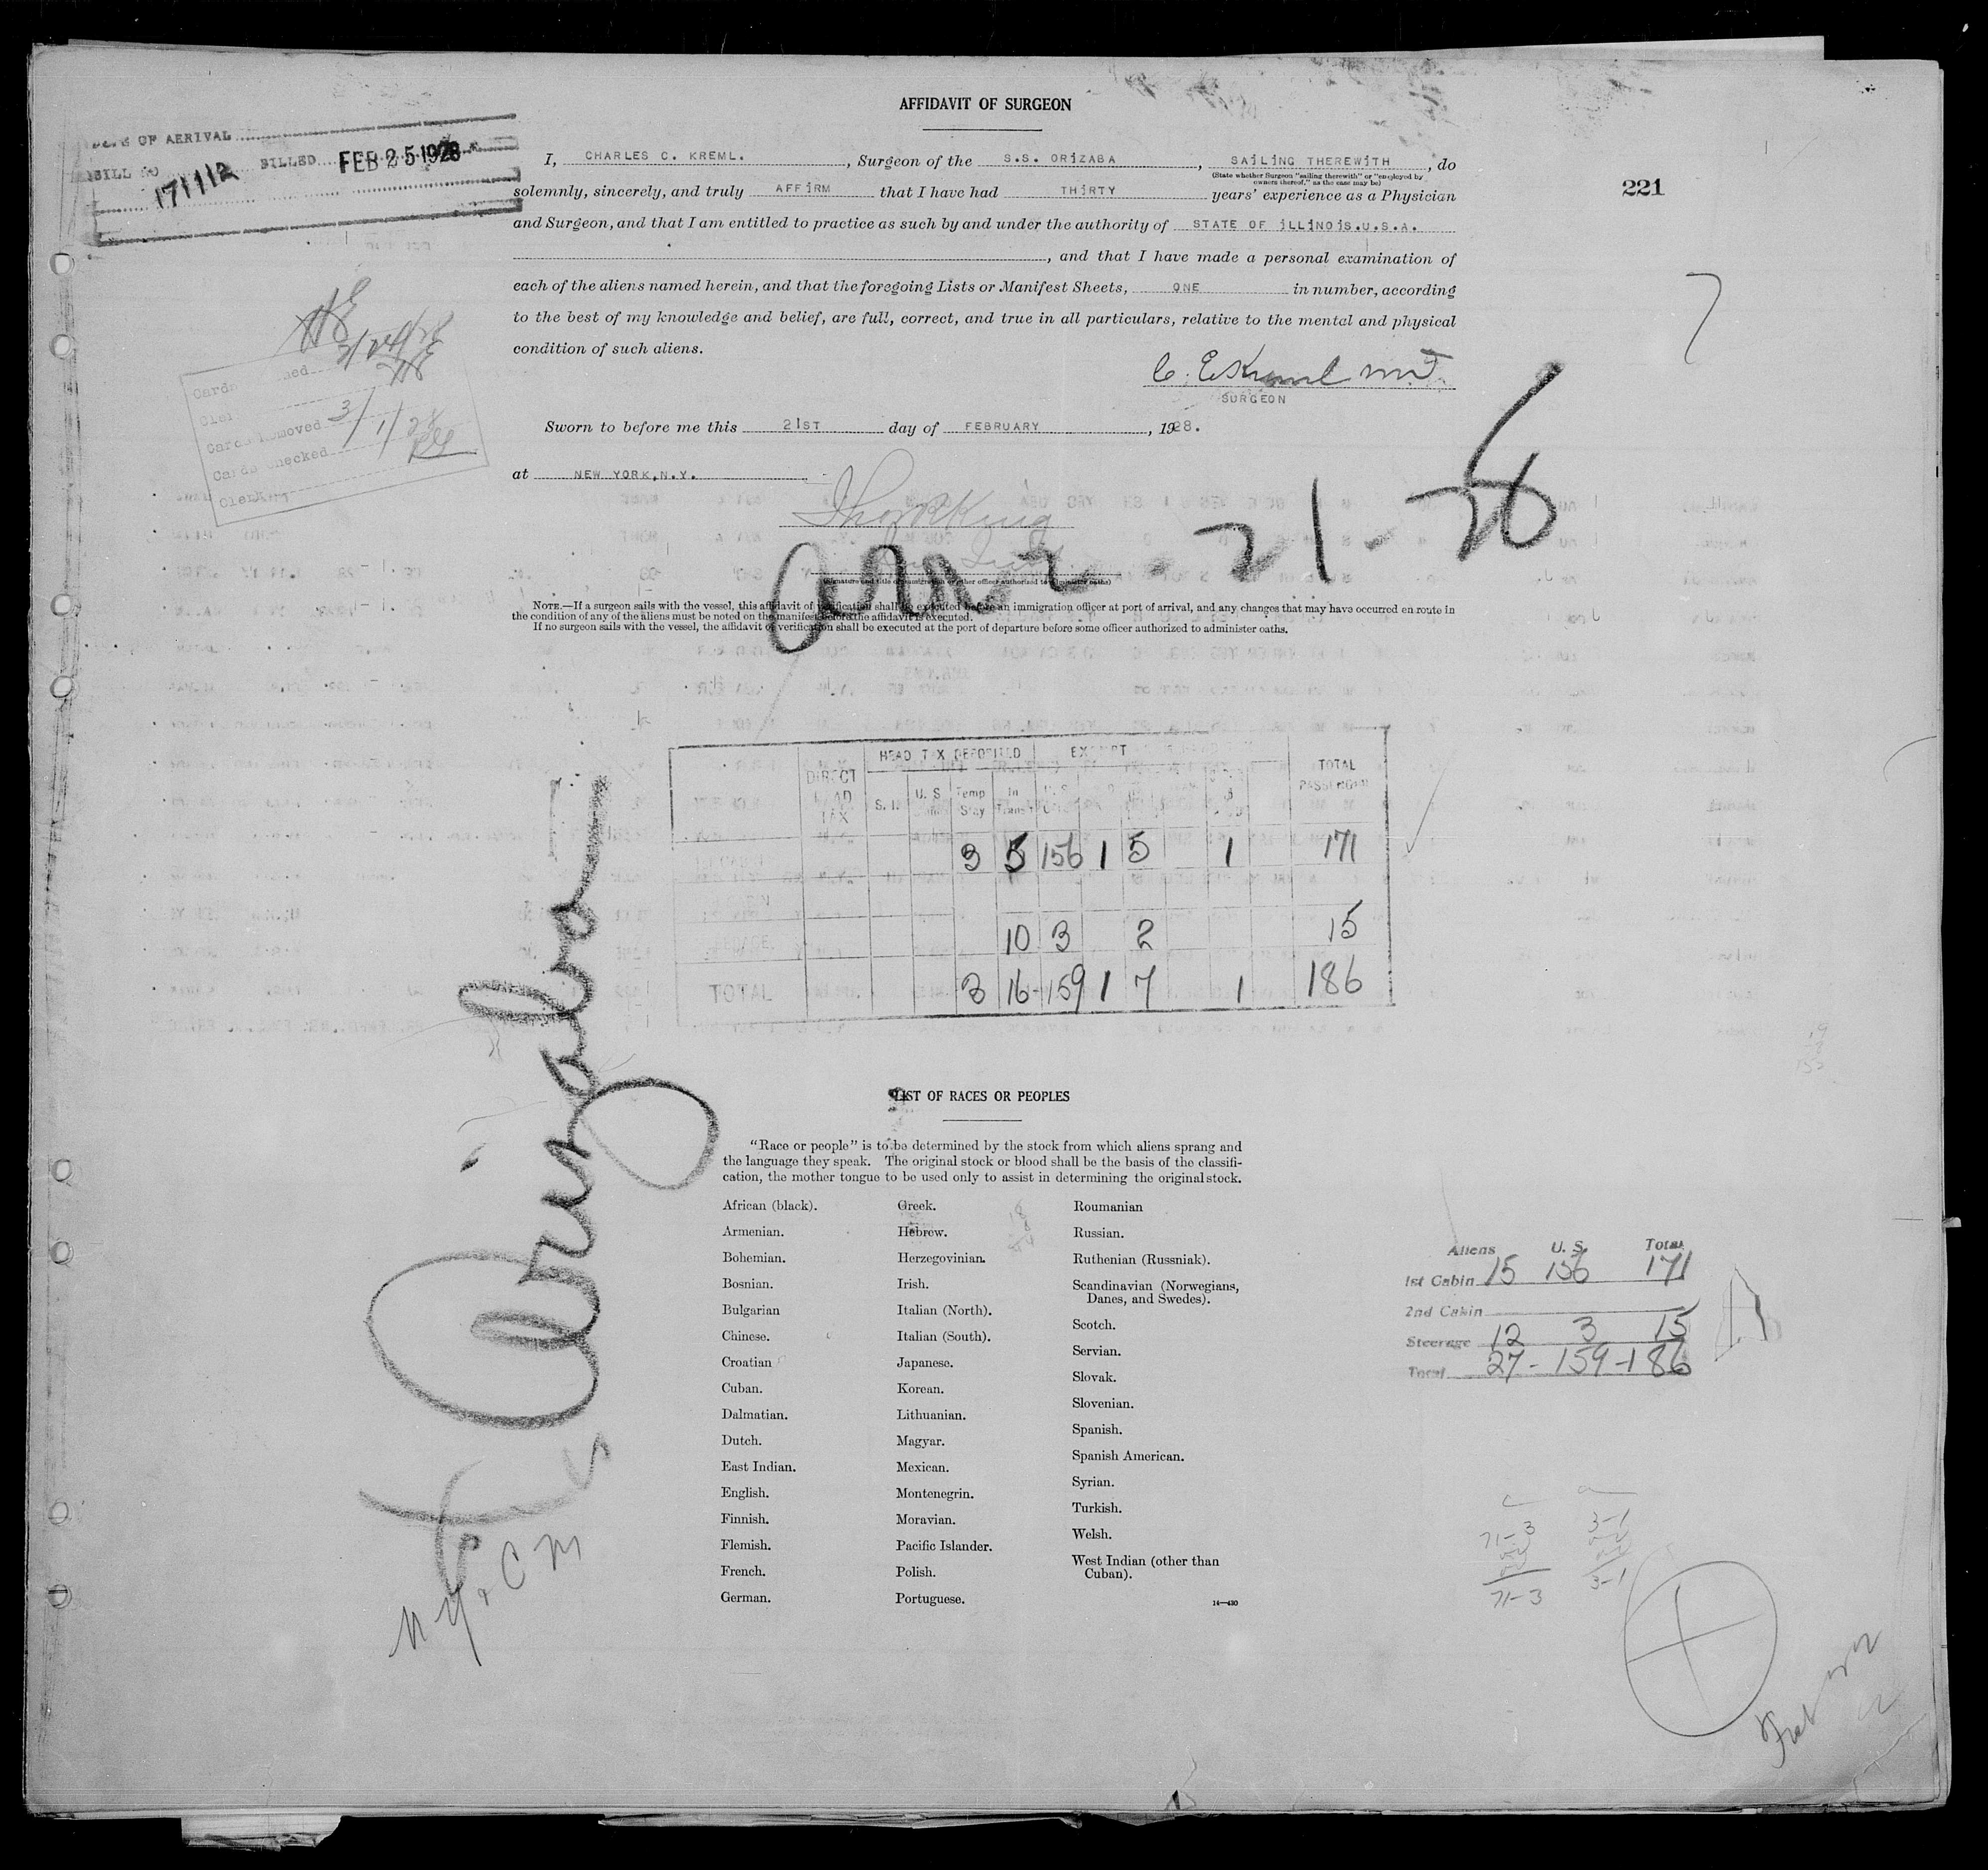 AFFIDAVIT OF SURGEON
OF ARRIVAL
BILL NO 171112 BILLED FEB 25 1928
221
I, CHARLES C. KREML. , Surgeon of the S.S. ORiZABA , SAiLiNG THEREWiTH , do
(State whether Surgeon "sailing therewith" or "employed by
owners thereof," as the case may be)
solemnly, sincerely, and truly AFFiRM that I have had THiRTY years' experience as a Physician
and Surgeon, and that I am entitled to practice as such by and under the authority of STATE OF iLLiNOiS.U.S.A.
, and that I have made a personal examination of
each of the aliens named herein, and that the foregoing Lists or Manifest Sheets, ONE in number, according
to the best of my knowledge and belief, are full, correct, and true in all particulars, relative to the mental and physical
condition of such aliens.
SURGEON
Sworn to before me this 21ST day of FEBRUARY , 1928.
at NEW YORK,N.Y.
Cards
Cards Removed 3/1/28
Cards Checked
Clerk
2-21-28
(Signature and title of immigration or other officer authorized to administer oaths)
NOTE.—If a surgeon sails with the vessel, this affidavit of verification shall be executed before an immigration officer at port of arrival, and any changes that may have occurred en route in
the condition of any of the aliens must be noted on the manifest before the affidavit is executed.
If no surgeon sails with the vessel, the affidavit of verification shall be executed at the port of departure before some officer authorized to administer oaths.
HEAD TAX DEPOSITED EXEMPT
DIRECT HEAD TAX S. I. U. S. Temp Stay In Transit U. S. TOTAL PASSENGERS
3 5 156 1 5 1 171
10 3 2 15
TOTAL 3 16 159 1 7 1 186
Orizaba
N.Y. & C M
LIST OF RACES OR PEOPLES
"Race or people" is to be determined by the stock from which aliens sprang and
the language they speak. The original stock or blood shall be the basis of the classifi-
cation, the mother tongue to be used only to assist in determining the original stock.
African (black).
Armenian.
Bohemian.
Bosnian.
Bulgarian
Chinese.
Croatian
Cuban.
Dalmatian.
Dutch.
East Indian.
English.
Finnish.
Flemish.
French.
German.
Greek.
Hebrew.
Herzegovinian.
Irish.
Italian (North).
Italian (South).
Japanese.
Korean.
Lithuanian.
Magyar.
Mexican.
Montenegrin.
Moravian.
Pacific Islander.
Polish.
Portuguese.
Roumanian
Russian.
Ruthenian (Russniak).
Scandinavian (Norwegians,
Danes, and Swedes).
Scotch.
Servian.
Slovak.
Slovenian.
Spanish.
Spanish American.
Syrian.
Turkish.
Welsh.
West Indian (other than
Cuban).
14—430
Aliens U. S. Total
1st Cabin 15 156 171
2nd Cabin
Steerage 12 3 15
Total 27 - 159 - 186
71-3 3-1
71-3 3-1